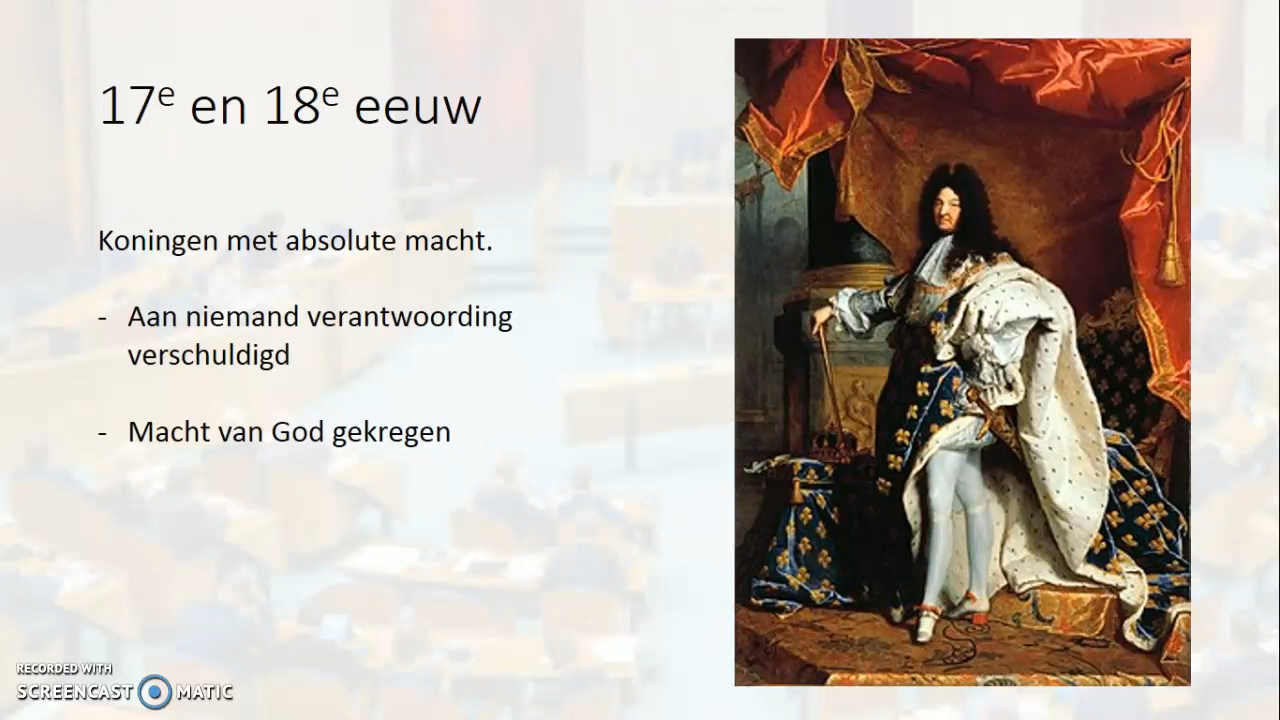 17e en 18e eeuw
Koningen met absolute macht.
- Aan niemand verantwoording
verschuldigd
- Macht van God gekregen
RECORDED WITH
SCREENCAST MATIC